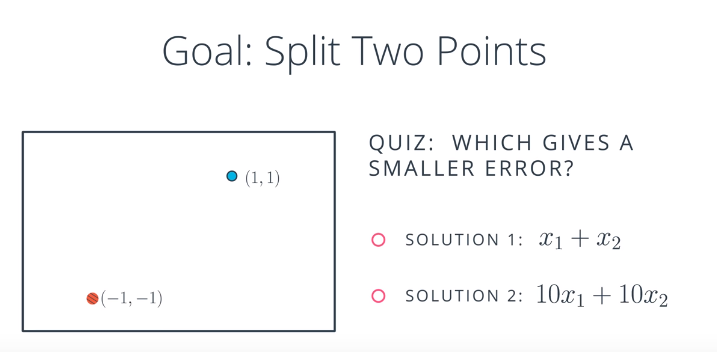 Goal: Split Two Points
QUIZ: WHICH GIVES A
SMALLER ERROR?
(1, 1)
(−1, −1)
SOLUTION 1: x₁ + x₂
SOLUTION 2: 10x₁ + 10x₂